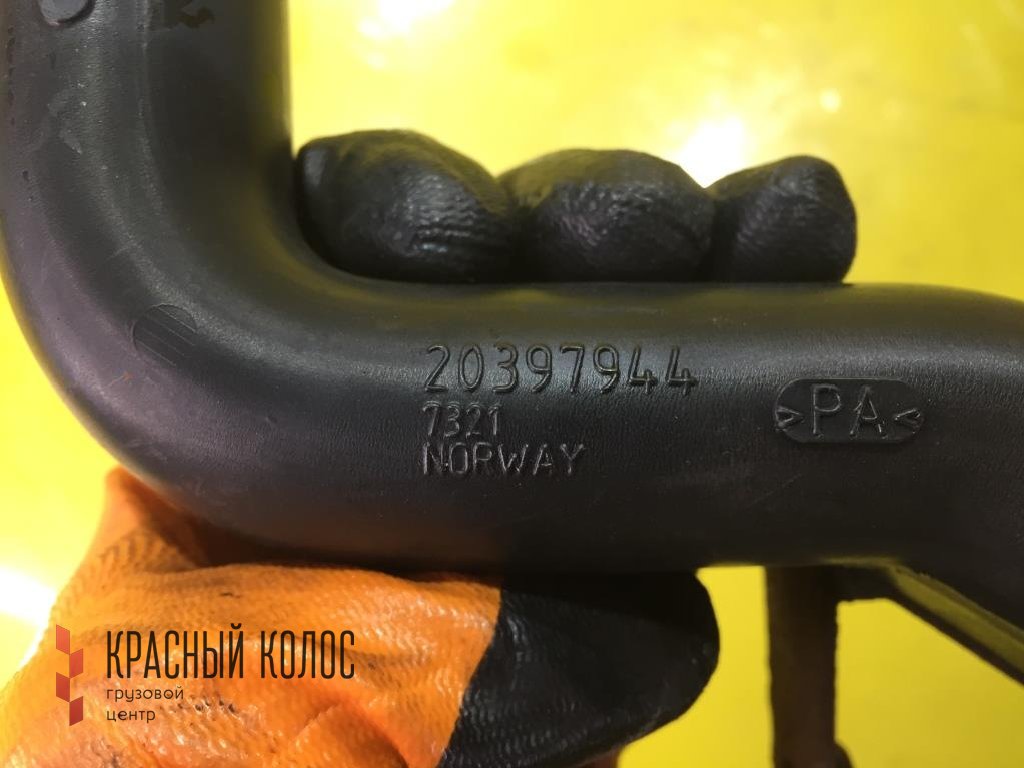 20397944
7321
NORWAY
>PA<
КРАСНЫЙ КОЛОС
грузовой
центр